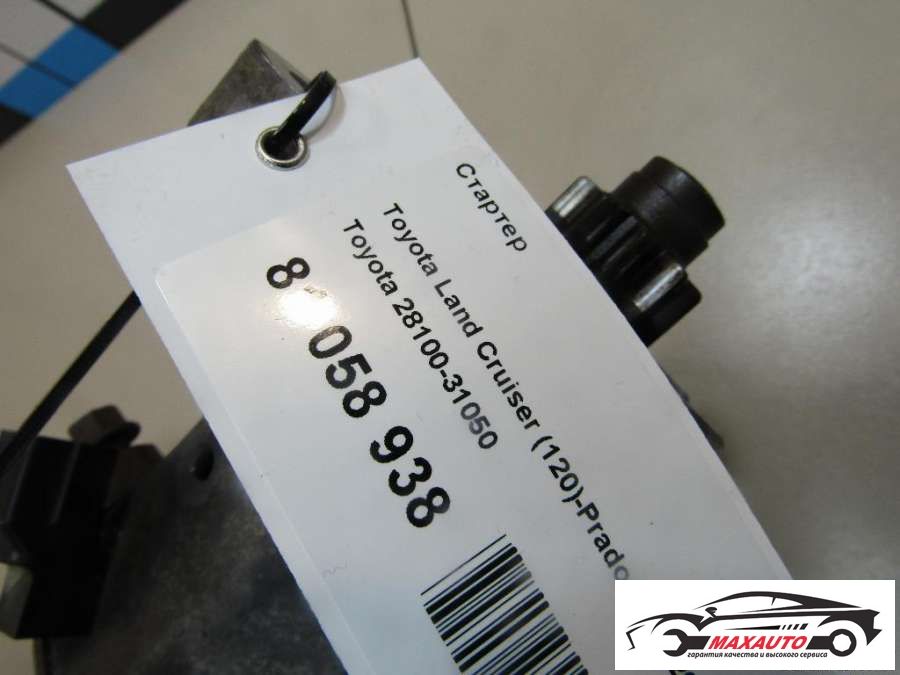 Стартер
Toyota Land Cruiser (120)-Prado
Toyota 28100-31050
058 938
MAXAUTO
гарантия качества и высокого сервиса